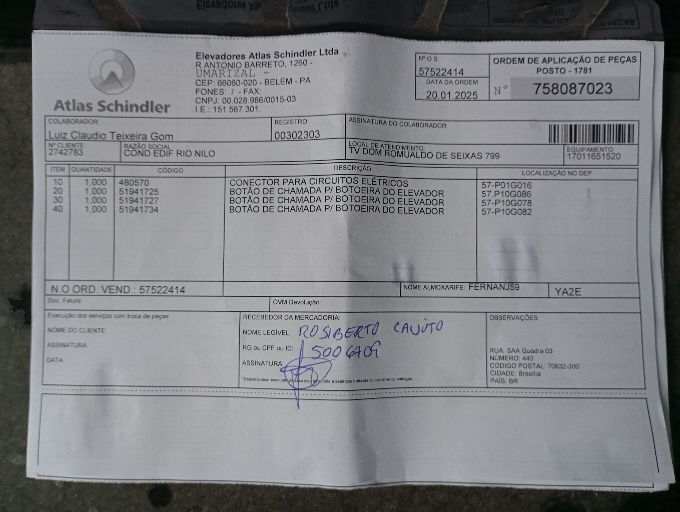 Atlas Schindler
Elevadores Atlas Schindler Ltda
R ANTONIO BARRETO, 1260 -
UMARIZAL -
CEP: 66060-020 - BELEM - PA
FONES: / - FAX:
CNPJ: 00.028.986/0015-03
I.E.: 151.567.301.
Nº O.S.
57522414
DATA DA ORDEM
20.01.2025
ORDEM DE APLICAÇÃO DE PEÇAS
POSTO - 1781
Nº 758087023
COLABORADOR
Luiz Claudio Teixeira Gom
REGISTRO
00302303
ASSINATURA DO COLABORADOR
Nº CLIENTE
2742783
RAZÃO SOCIAL
COND EDIF RIO NILO
LOCAL DE ATENDIMENTO
TV DOM ROMUALDO DE SEIXAS 799
EQUIPAMENTO
17011651520
ITEM QUANTIDADE CÓDIGO DESCRIÇÃO LOCALIZAÇÃO NO DEP
10 1,000 480570 CONECTOR PARA CIRCUITOS ELÉTRICOS 57-P01G016
20 1,000 51941725 BOTÃO DE CHAMADA P/ BOTOEIRA DO ELEVADOR 57-P10G086
30 1,000 51941727 BOTÃO DE CHAMADA P/ BOTOEIRA DO ELEVADOR 57-P10G078
40 1,000 51941734 BOTÃO DE CHAMADA P/ BOTOEIRA DO ELEVADOR 57-P10G082
N.O ORD. VEND.: 57522414
NOME ALMOXARIFE: FERNANJ59
YA2E
Doc. Fatura
OVM Devolução:
Execução dos serviços com troca de peças:
NOME DO CLIENTE:
ASSINATURA:
DATA:
RECEBEDOR DA MERCADORIA:
NOME LEGÍVEL: ROSIBERTO CANUTO
RG ou CPF ou ID:
ASSINATURA:
OBSERVAÇÕES:
RUA: SAA Quadra 03
NÚMERO: 440
CÓDIGO POSTAL: 70632-300
CIDADE: Brasilia
PAÍS: BR